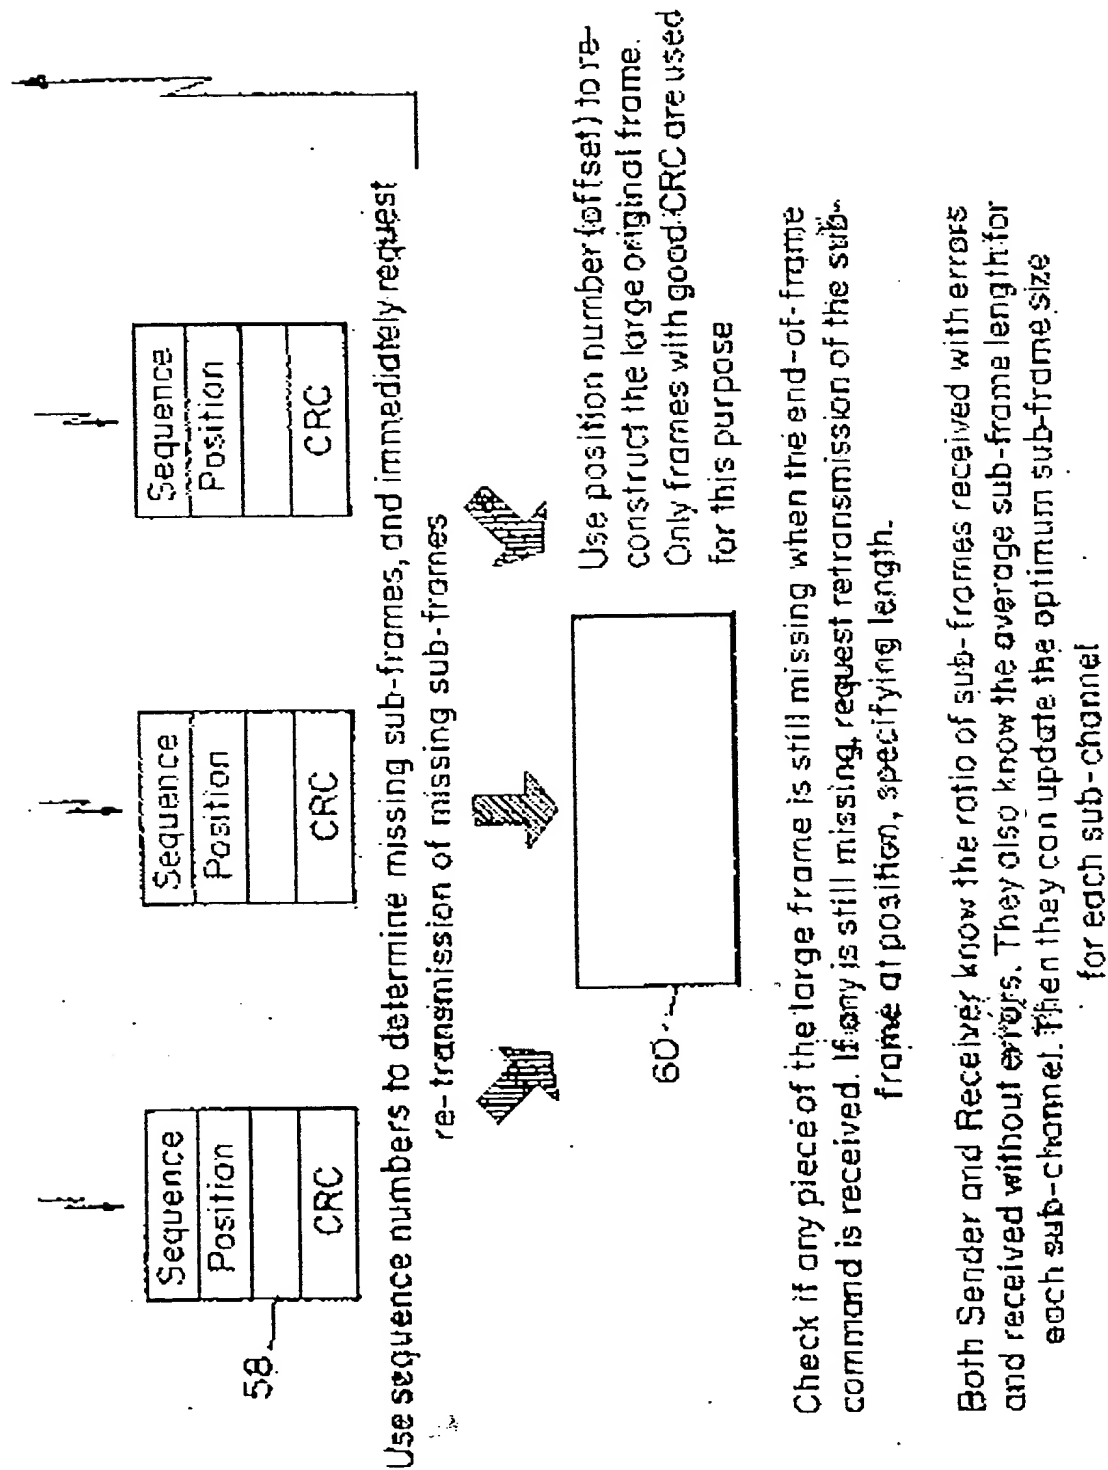 Sequence
Position
CRC
Sequence
Position
CRC
Sequence
Position
CRC
58
Use sequence numbers to determine missing sub-frames, and immediately request
re-transmission of missing sub-frames
Use position number (offset) to re-
construct the large original frame.
Only frames with good CRC are used
for this purpose
60
Check if any piece of the large frame is still missing when the end-of-frame
command is received. If any is still missing, request retransmission of the sub-
frame at position, specifying length.
Both Sender and Receiver know the ratio of sub-frames received with errors
and received without errors. They also know the average sub-frame length for
each sub-channel. Then they can update the optimum sub-frame size
for each sub-channel